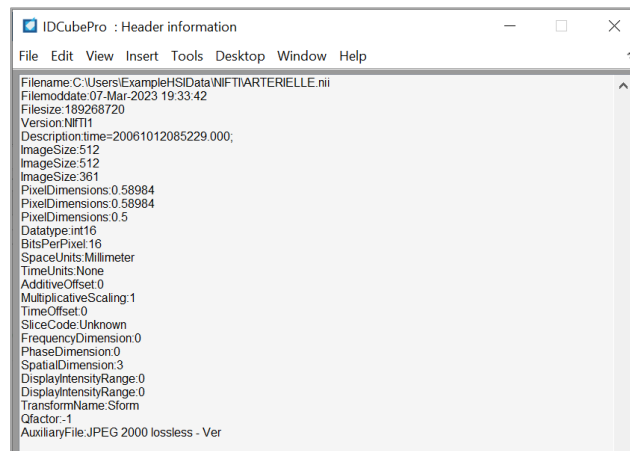 IDCubePro : Header information
File Edit View Insert Tools Desktop Window Help
Filename:C:\Users\ExampleHSIData\NIFTI\ARTERIELLE.nii
Filemoddate:07-Mar-2023 19:33:42
Filesize:189268720
Version:NIfTI1
Description:time=20061012085229.000;
ImageSize:512
ImageSize:512
ImageSize:361
PixelDimensions:0.58984
PixelDimensions:0.58984
PixelDimensions:0.5
Datatype:int16
BitsPerPixel:16
SpaceUnits:Millimeter
TimeUnits:None
AdditiveOffset:0
MultiplicativeScaling:1
TimeOffset:0
SliceCode:Unknown
FrequencyDimension:0
PhaseDimension:0
SpatialDimension:3
DisplayIntensityRange:0
DisplayIntensityRange:0
TransformName:Sform
Qfactor:-1
AuxiliaryFile:JPEG 2000 lossless - Ver